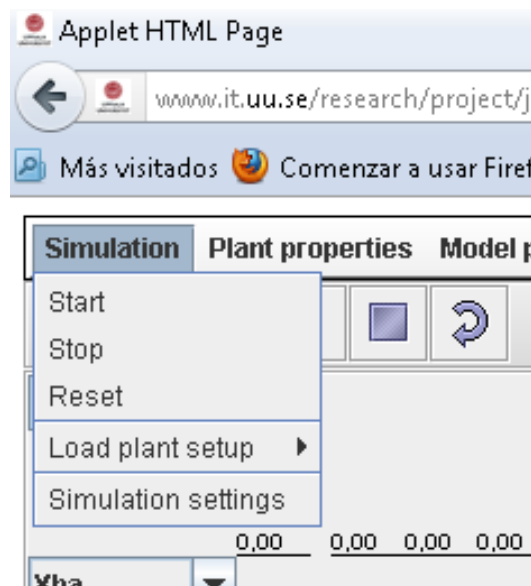 Applet HTML Page
www.it.uu.se/research/project/j
Más visitados Comenzar a usar Firef
Simulation Plant properties Model p
Start
Stop
Reset
Load plant setup
Simulation settings
0,00 0,00 0,00 0,00
Xba